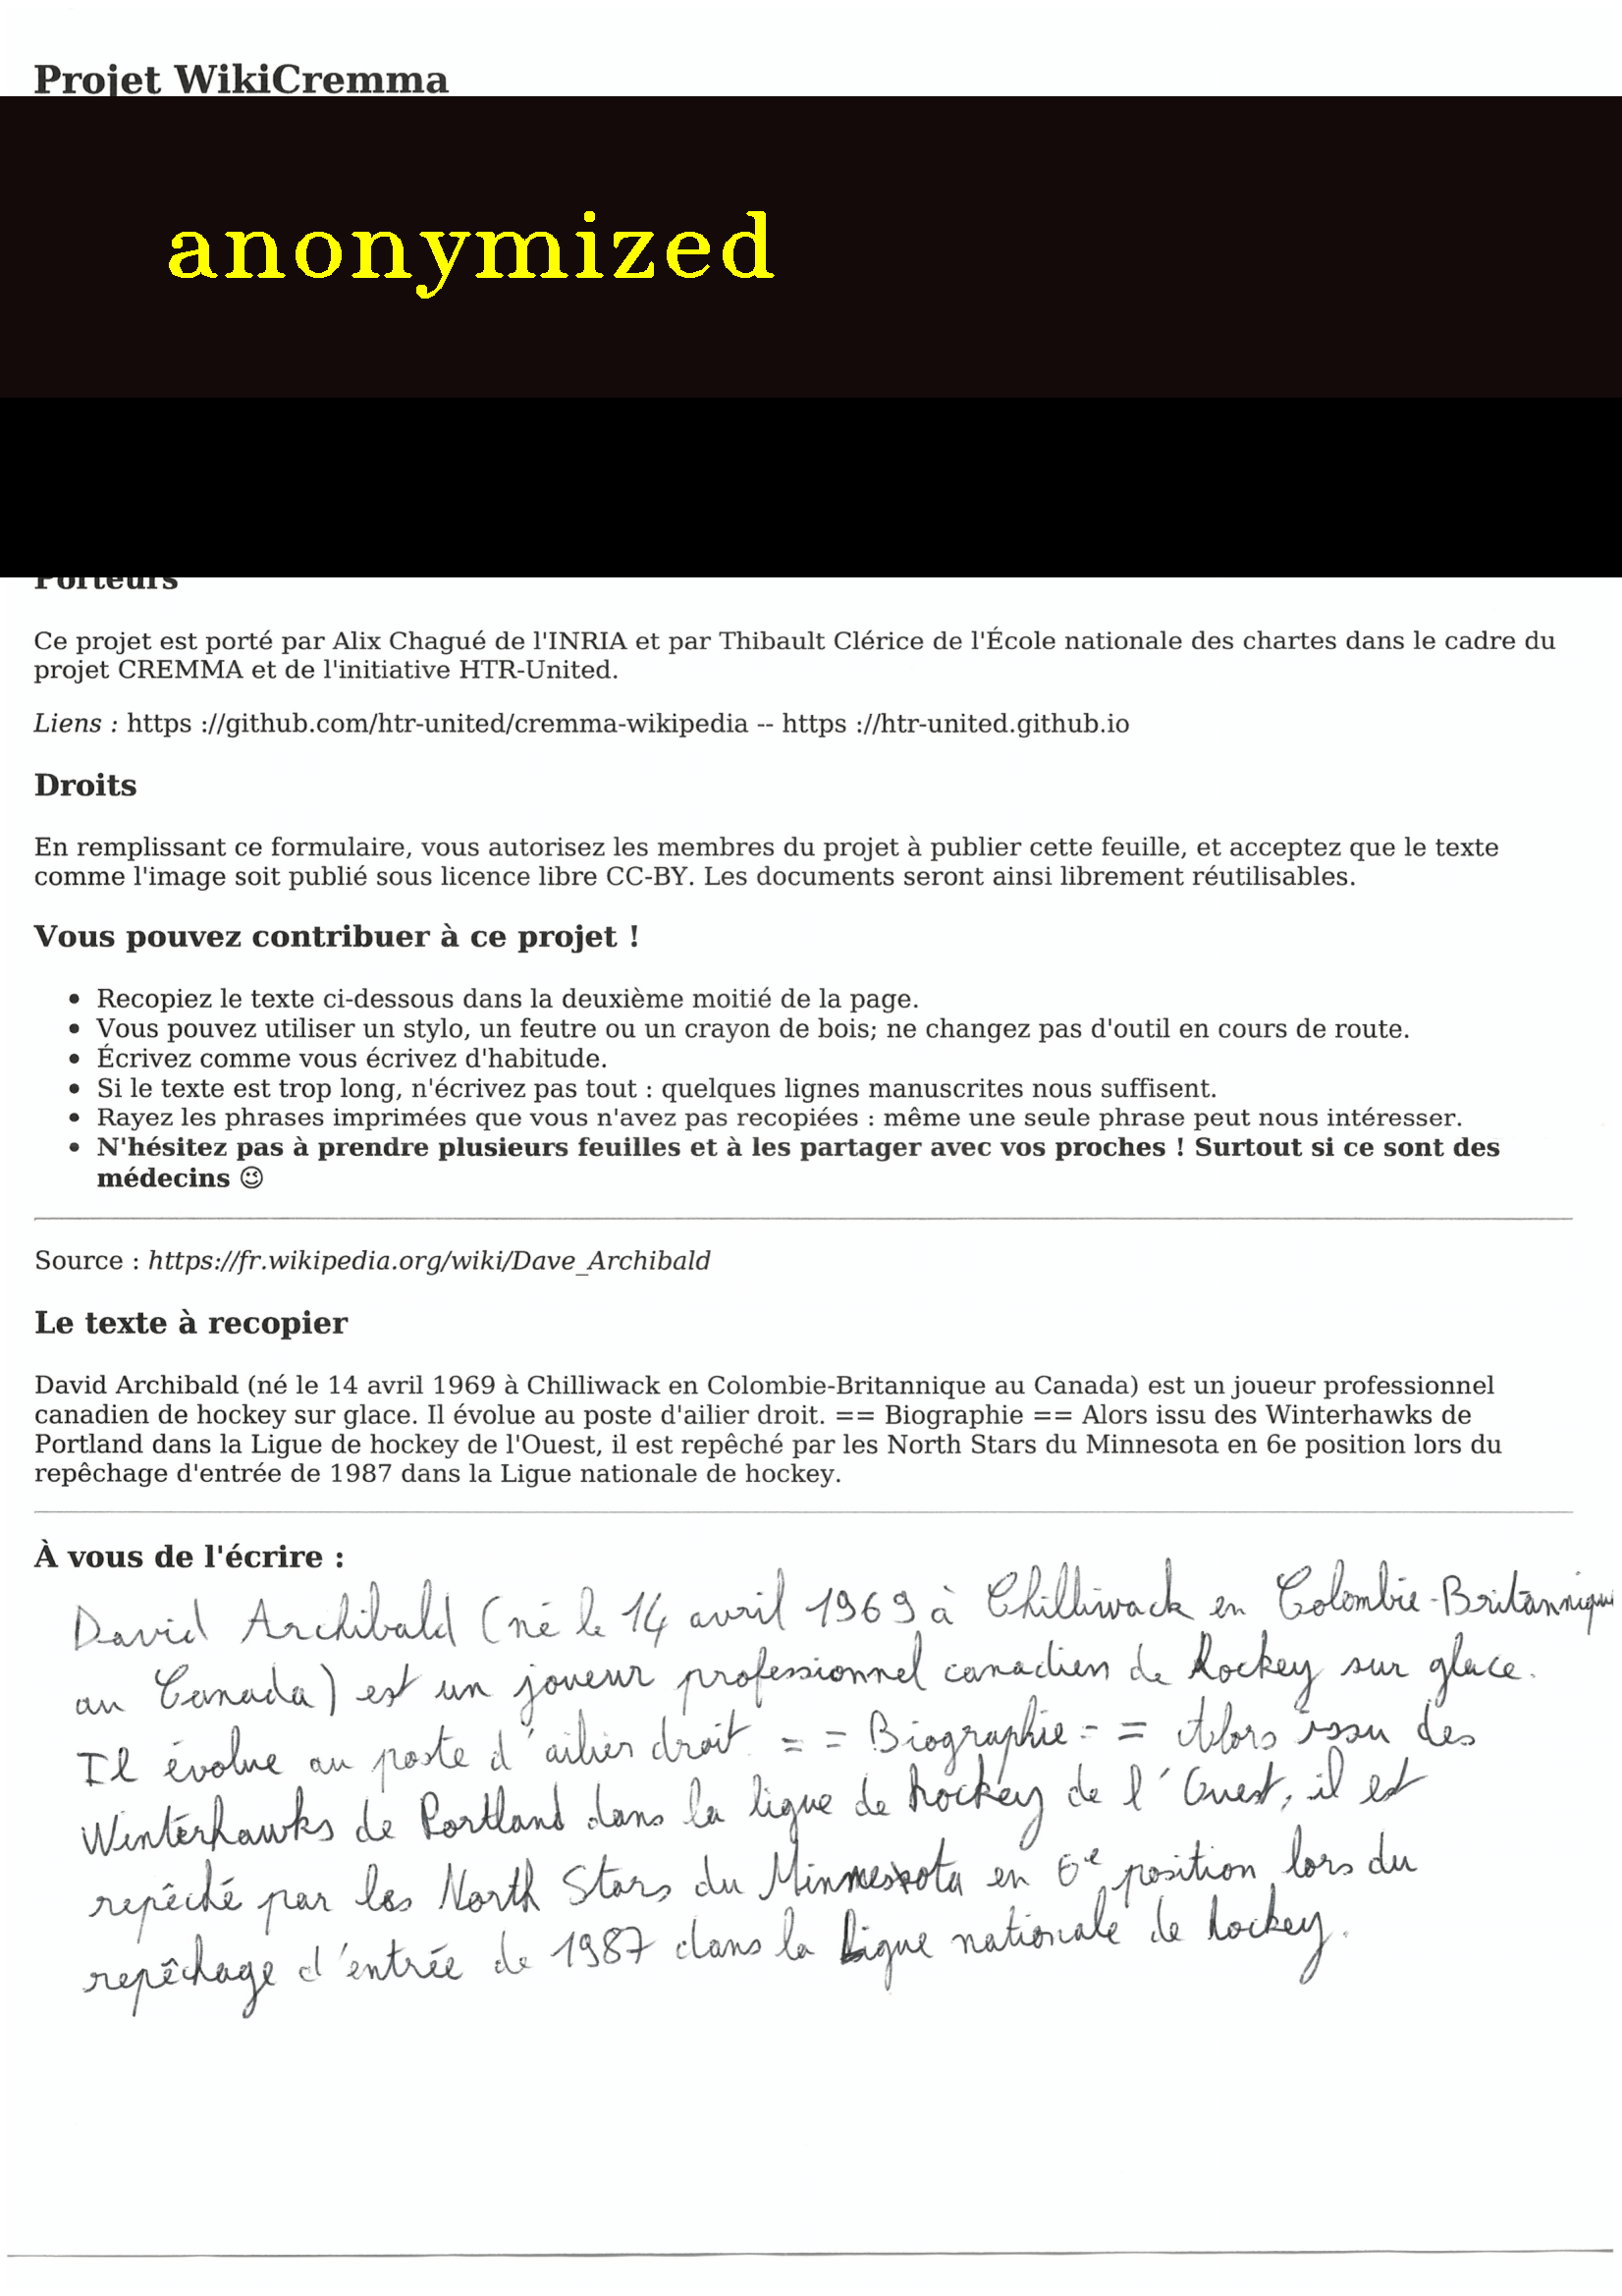 Projet WikiCremma
anonymized
Porteurs
Ce projet est porté par Alix Chagué de l'INRIA et par Thibault Clérice de l'École nationale des chartes dans le cadre du
projet CREMMA et de l'initiative HTR-United.
Liens : https ://github.com/htr-united/cremma-wikipedia -- https ://htr-united.github.io
Droits
En remplissant ce formulaire, vous autorisez les membres du projet à publier cette feuille, et acceptez que le texte
comme l'image soit publié sous licence libre CC-BY. Les documents seront ainsi librement réutilisables.
Vous pouvez contribuer à ce projet !
• Recopiez le texte ci-dessous dans la deuxième moitié de la page.
• Vous pouvez utiliser un stylo, un feutre ou un crayon de bois; ne changez pas d'outil en cours de route.
• Écrivez comme vous écrivez d'habitude.
• Si le texte est trop long, n'écrivez pas tout : quelques lignes manuscrites nous suffisent.
• Rayez les phrases imprimées que vous n'avez pas recopiées : même une seule phrase peut nous intéresser.
• N'hésitez pas à prendre plusieurs feuilles et à les partager avec vos proches ! Surtout si ce sont des
médecins 😉
Source : https://fr.wikipedia.org/wiki/Dave_Archibald
Le texte à recopier
David Archibald (né le 14 avril 1969 à Chilliwack en Colombie-Britannique au Canada) est un joueur professionnel
canadien de hockey sur glace. Il évolue au poste d'ailier droit. == Biographie == Alors issu des Winterhawks de
Portland dans la Ligue de hockey de l'Ouest, il est repêché par les North Stars du Minnesota en 6e position lors du
repêchage d'entrée de 1987 dans la Ligue nationale de hockey.
À vous de l'écrire :
David Archibald (né le 14 avril 1969 à Chilliwack en Colombie-Britannique
au Canada) est un joueur professionnel canadien de hockey sur glace.
Il évolue au poste d'ailier droit. = = Biographie = = Alors issu des
Winterhawks de Portland dans la ligue de hockey de l'Ouest, il est
repêché par les North Stars du Minnesota en 6e position lors du
repêchage d'entrée de 1987 dans la Ligue nationale de hockey.